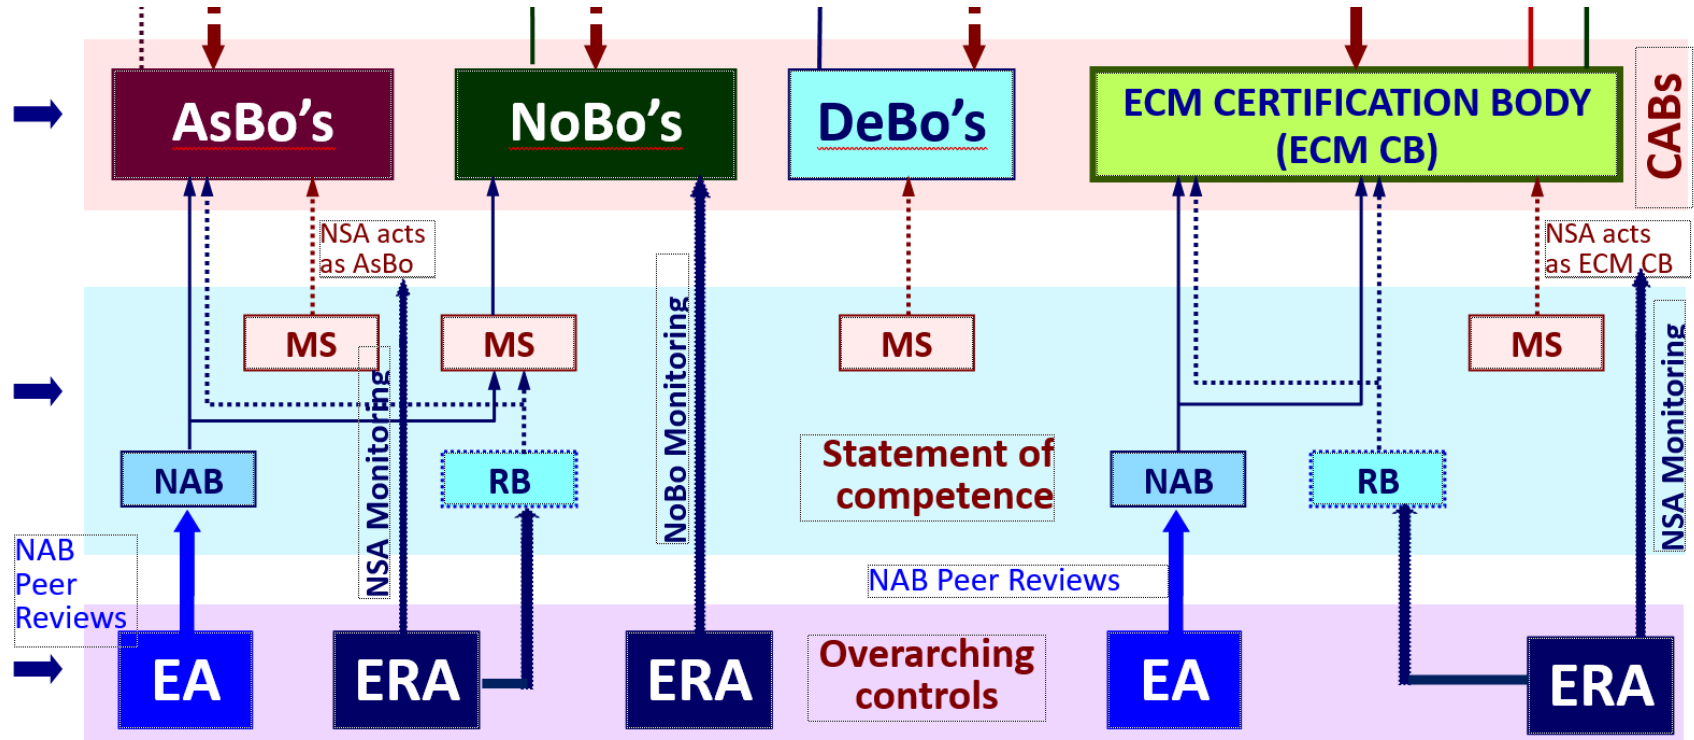 AsBo's
NoBo's
DeBo's
ECM CERTIFICATION BODY
(ECM CB)
CABs
NSA acts
as AsBo
NSA acts
as ECM CB
MS
MS
MS
MS
NSA Monitoring
NoBo Monitoring
NSA Monitoring
Statement of
competence
NAB
RB
NAB
RB
NAB
Peer
Reviews
NAB Peer Reviews
EA
ERA
ERA
Overarching
controls
EA
ERA